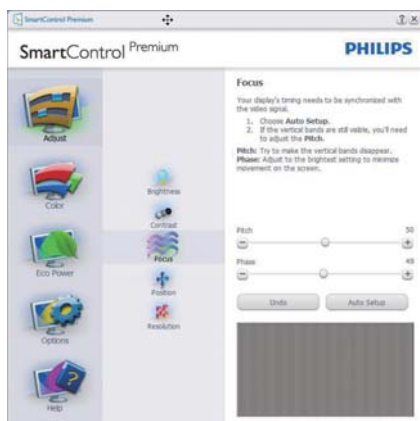 SmartControl Premium
? ×
SmartControl Premium
PHILIPS
Adjust
Color
Eco Power
Options
Help
Brightness
Contrast
Focus
Position
Resolution
Focus
Your display's timing needs to be synchronized with
the video signal.
1. Choose Auto Setup.
2. If the vertical bands are still visible, you'll need
to adjust the Pitch.
Pitch: Try to make the vertical bands disappear.
Phase: Adjust to the brightest setting to minimize
movement on the screen.
Pitch 50
Phase 49
Undo Auto Setup